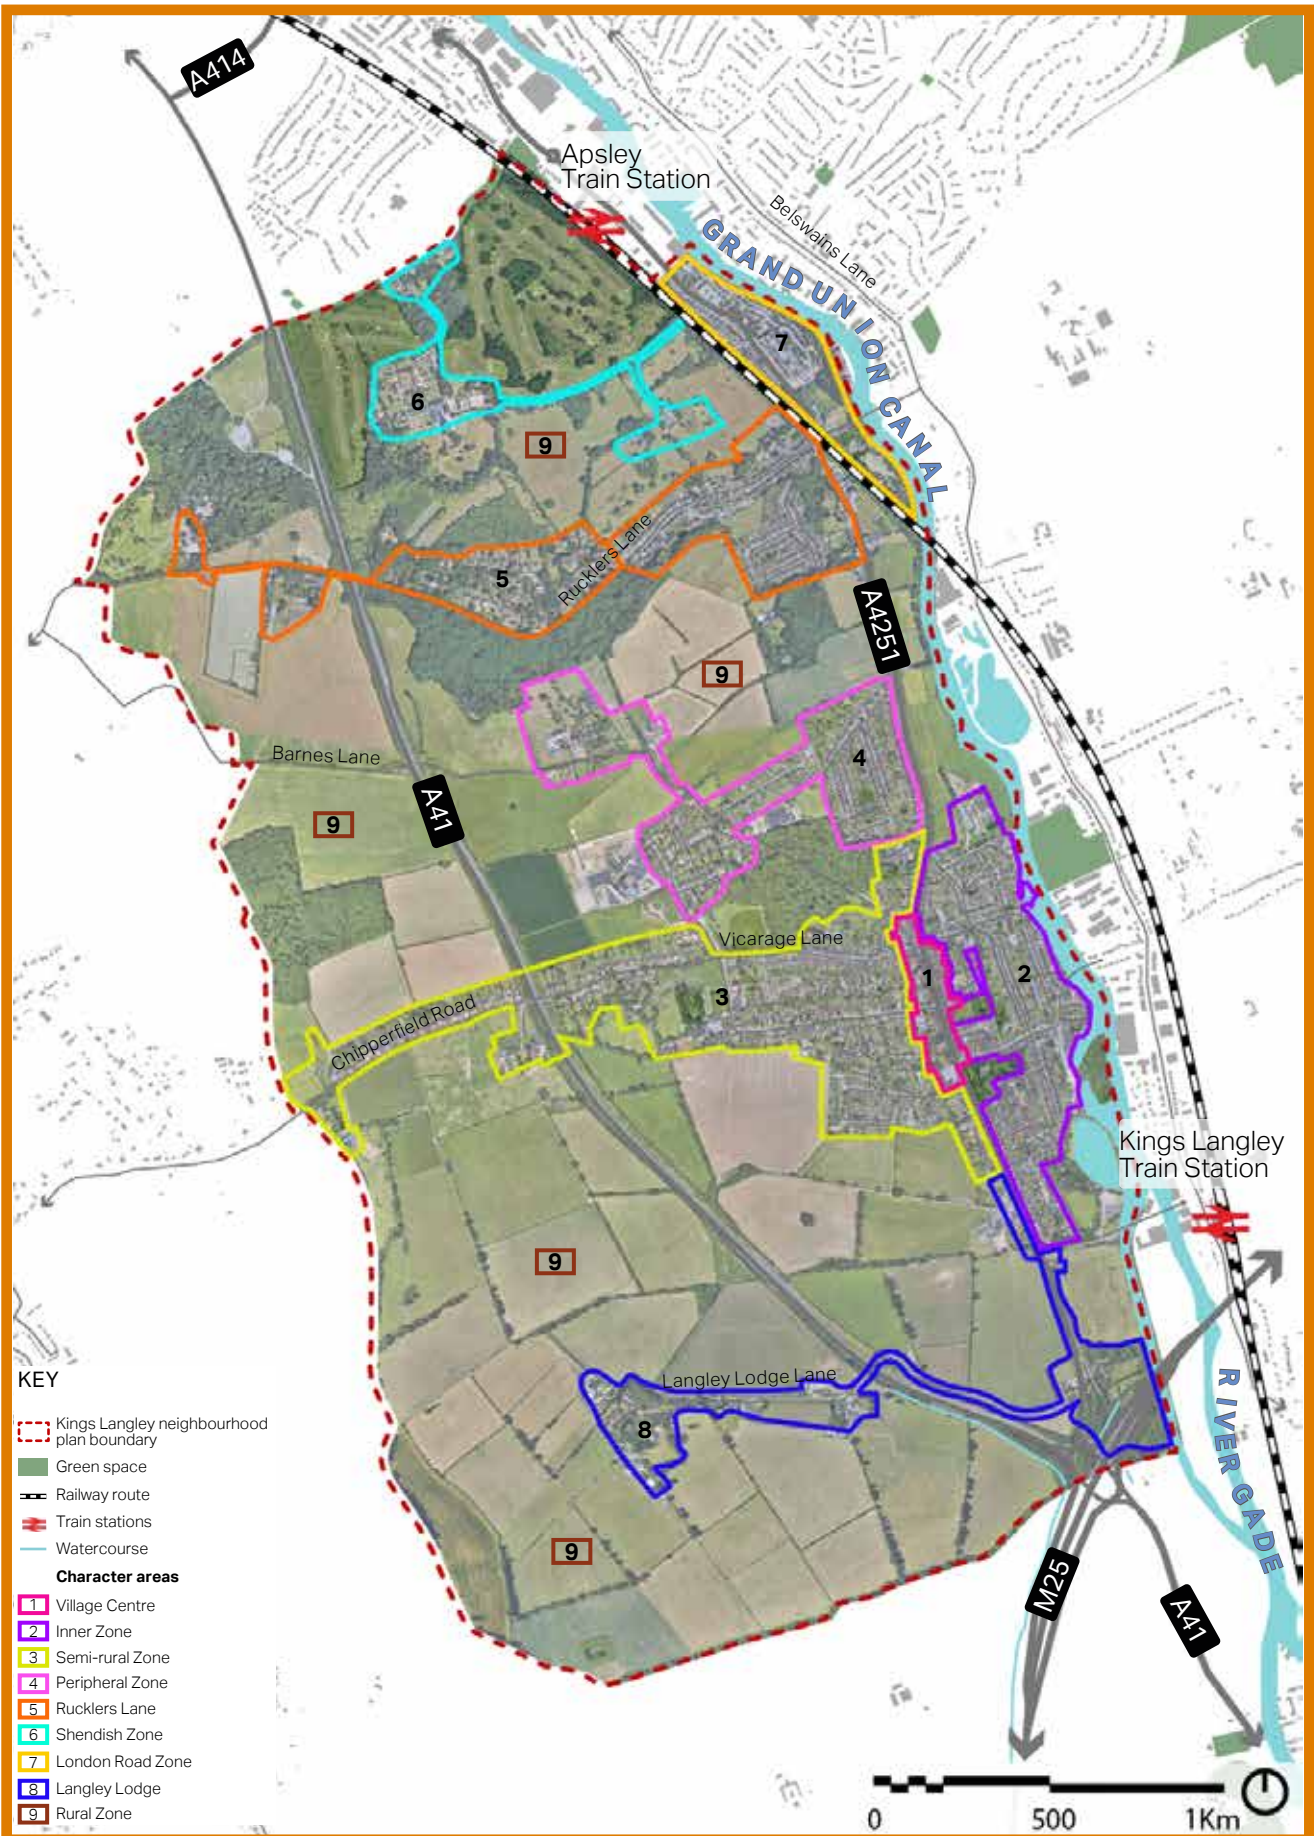 A414
Apsley
Train Station
Belswains Lane
GRAND UNION CANAL
7
6
9
Rucklers Lane
5
A4251
9
4
Barnes Lane
A41
9
Vicarage Lane
1
2
3
Chipperfield Road
Kings Langley
Train Station
9
Langley Lodge Lane
8
RIVER GADE
9
M25
A41
KEY
Kings Langley neighbourhood
plan boundary
Green space
Railway route
Train stations
Watercourse
Character areas
1 Village Centre
2 Inner Zone
3 Semi-rural Zone
4 Peripheral Zone
5 Rucklers Lane
6 Shendish Zone
7 London Road Zone
8 Langley Lodge
9 Rural Zone
0 500 1Km